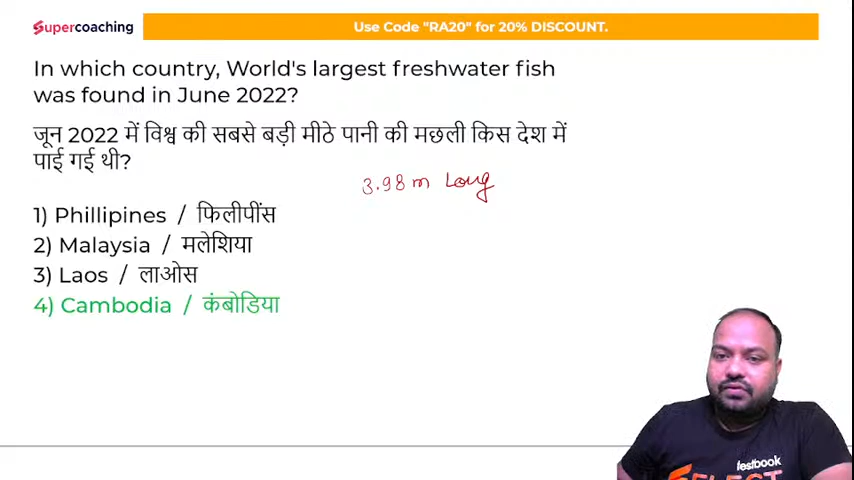 Supercoaching
Use Code "RA20" for 20% DISCOUNT.
In which country, World's largest freshwater fish
was found in June 2022?
जून 2022 में विश्व की सबसे बड़ी मीठे पानी की मछली किस देश में
पाई गई थी?
3.98 m Long
1) Phillipines / फिलीपींस
2) Malaysia / मलेशिया
3) Laos / लाओस
4) Cambodia / कंबोडिया
testbook
SELECT